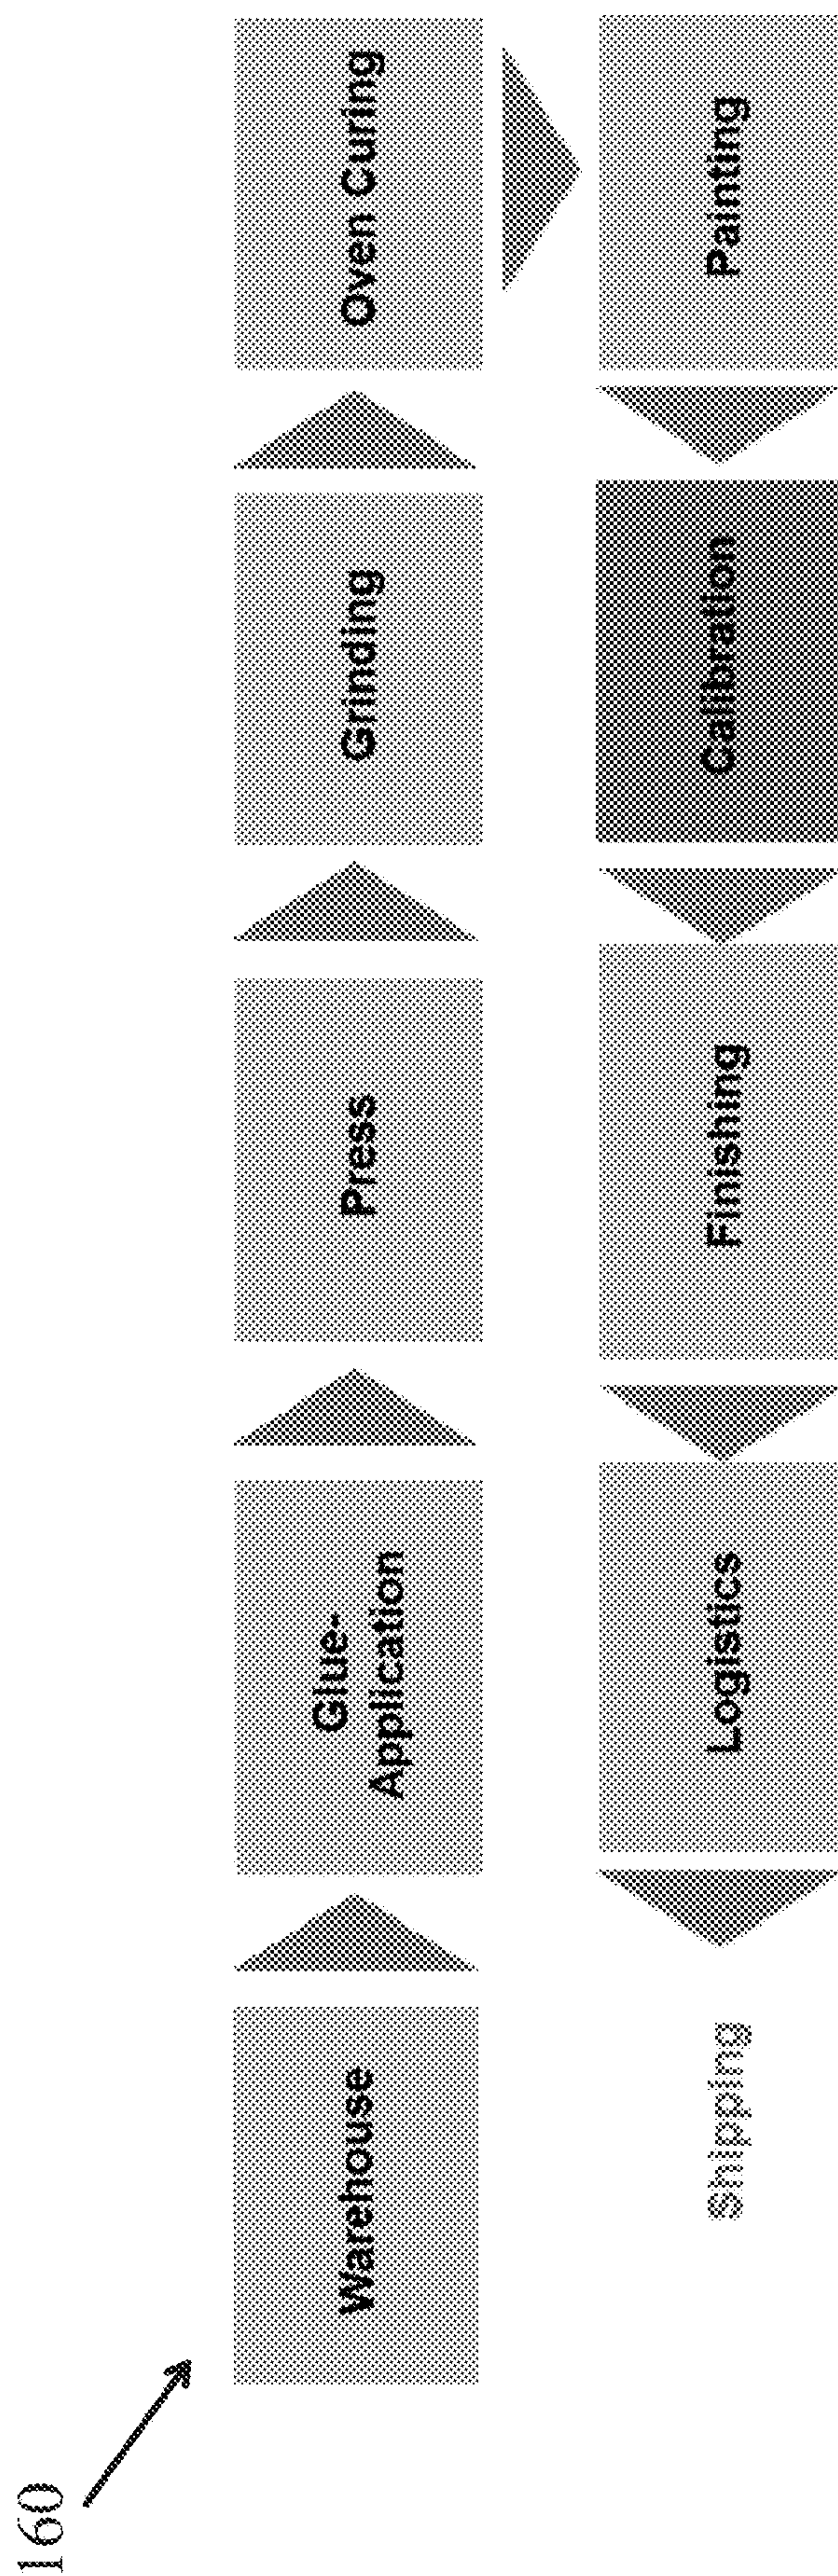 160
Warehouse
Glue-
Application
Press
Grinding
Oven Curing
Painting
Calibration
Finishing
Logistics
Shipping